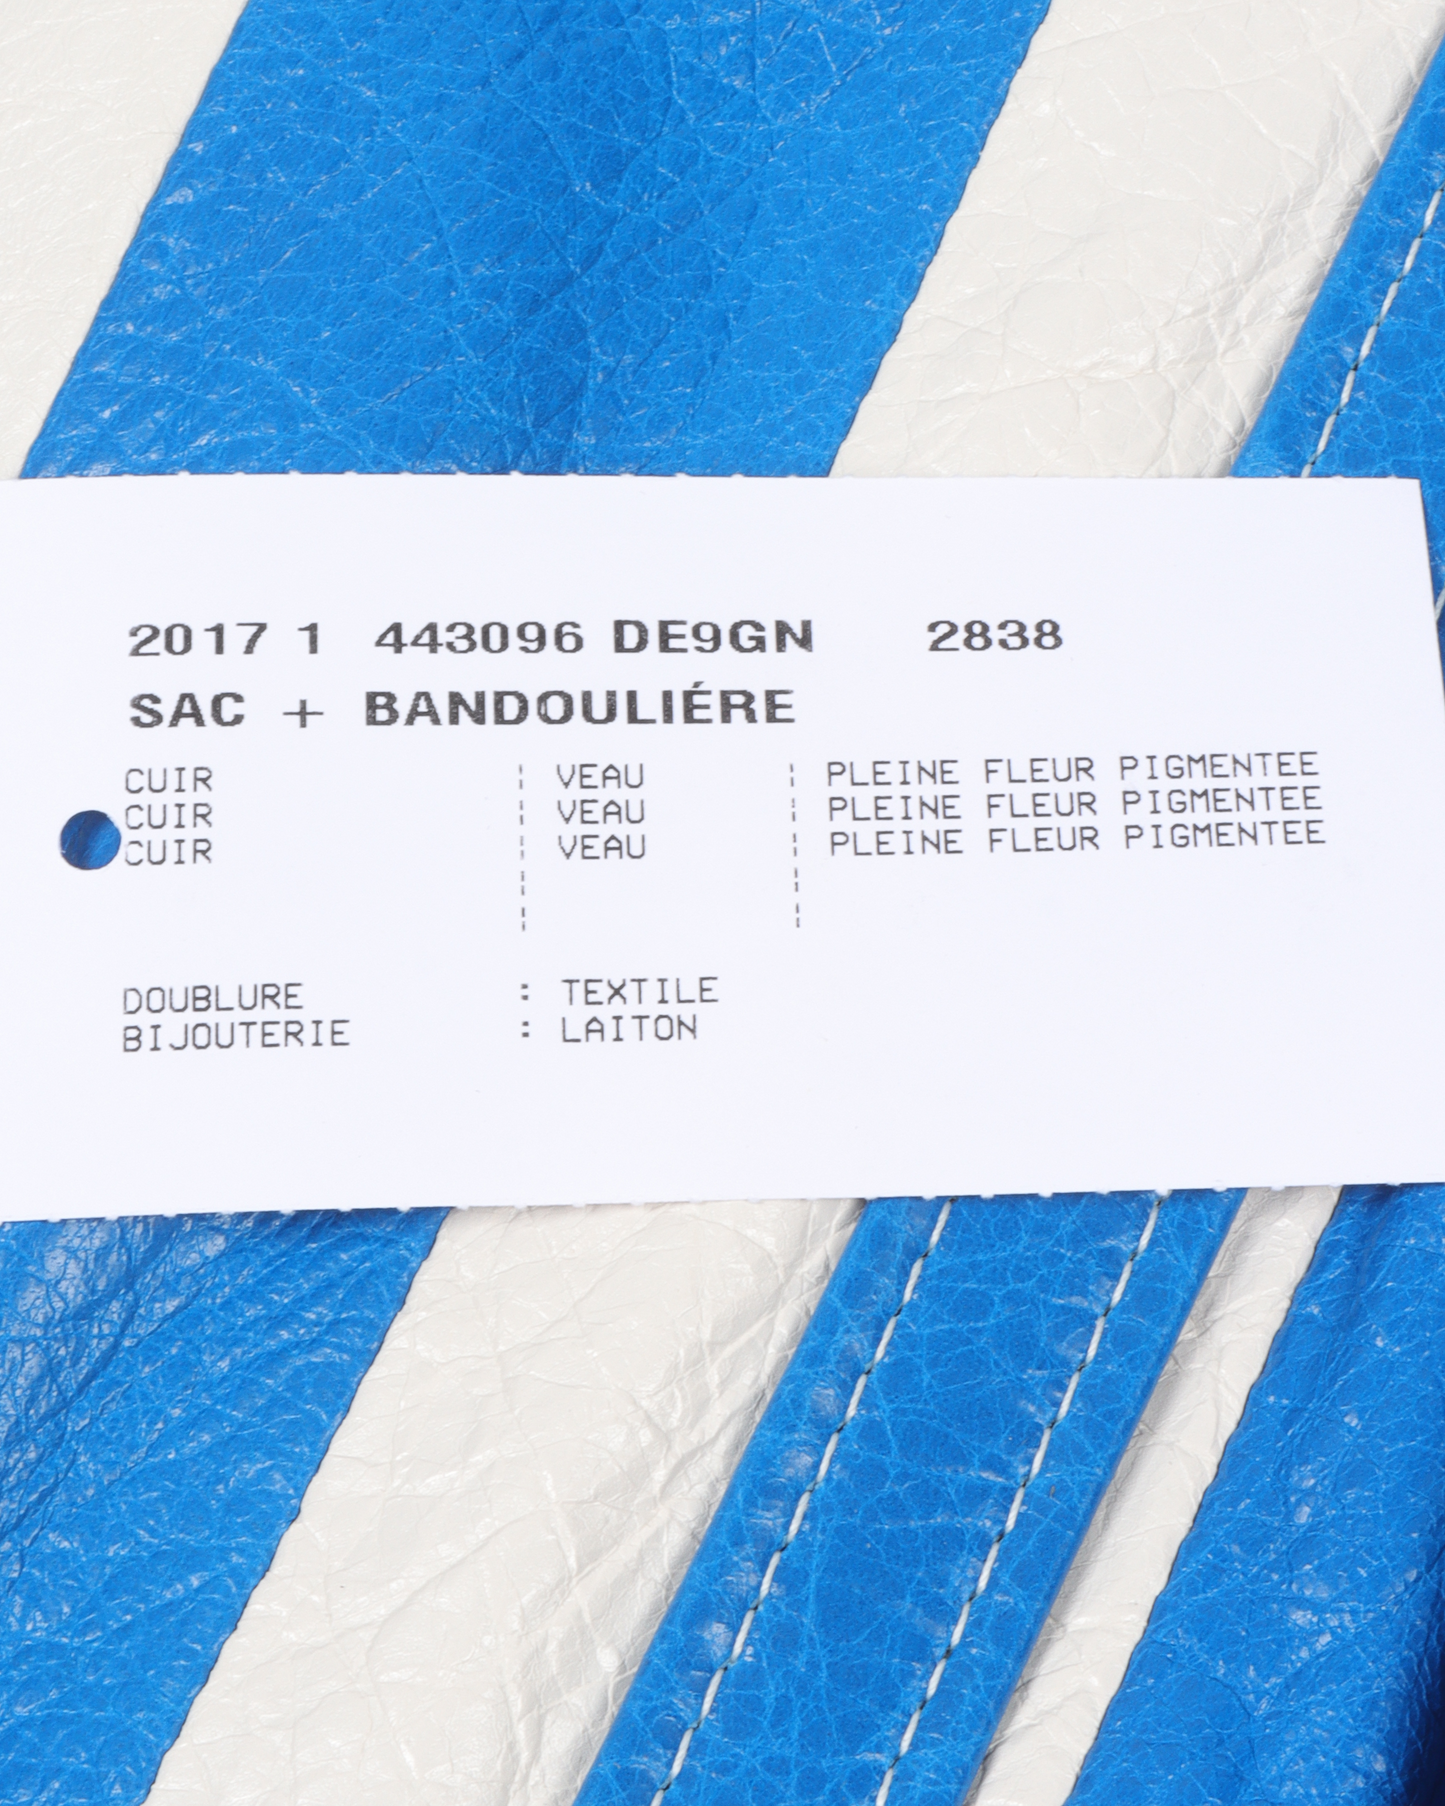 2017 1 443096 DE9GN 2838
SAC + BANDOULIÉRE
CUIR ¦ VEAU ¦ PLEINE FLEUR PIGMENTEE
CUIR ¦ VEAU ¦ PLEINE FLEUR PIGMENTEE
CUIR ¦ VEAU ¦ PLEINE FLEUR PIGMENTEE
DOUBLURE : TEXTILE
BIJOUTERIE : LAITON